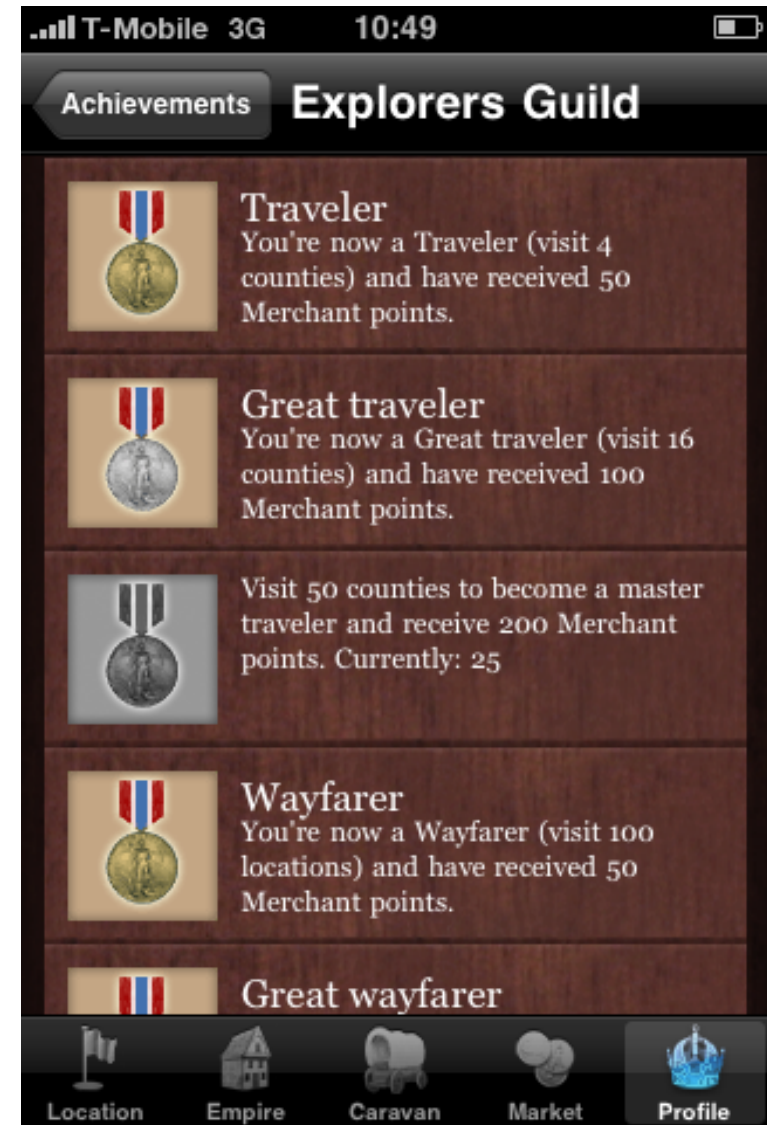 T-Mobile 3G 10:49
Achievements Explorers Guild
Traveler
You're now a Traveler (visit 4
counties) and have received 50
Merchant points.
Great traveler
You're now a Great traveler (visit 16
counties) and have received 100
Merchant points.
Visit 50 counties to become a master
traveler and receive 200 Merchant
points. Currently: 25
Wayfarer
You're now a Wayfarer (visit 100
locations) and have received 50
Merchant points.
Great wayfarer
Location Empire Caravan Market Profile